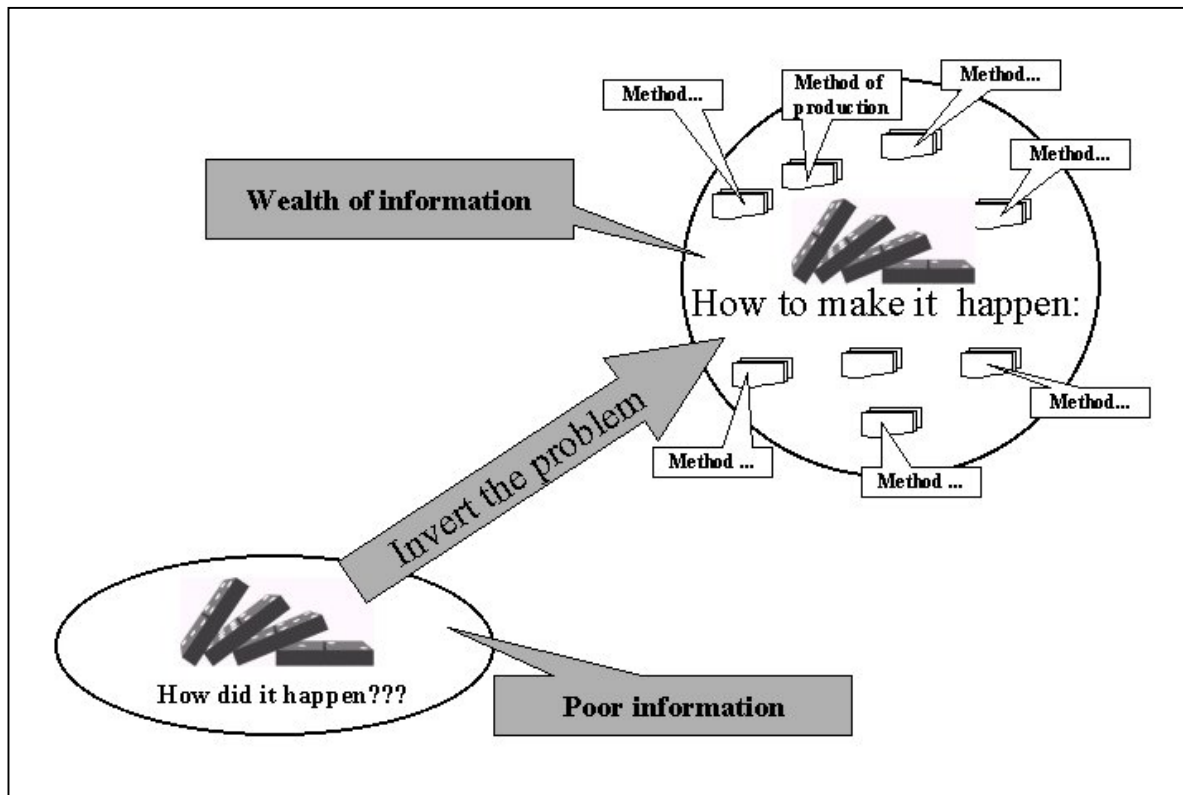 Method...
Method of
production
Method...
Method...
Wealth of information
How to make it  happen:
Invert the problem
Method...
Method ...
Method ...
How did it happen???
Poor information